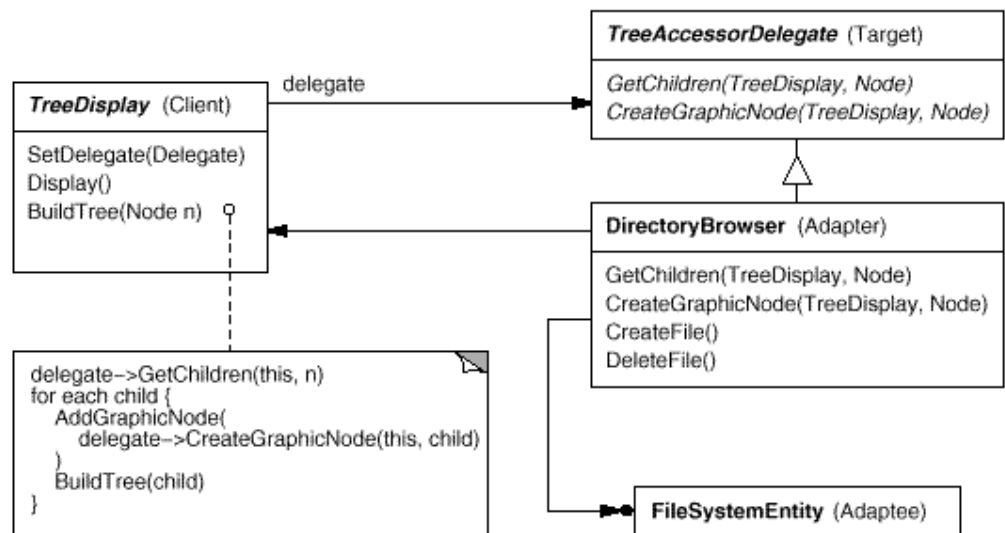 TreeAccessorDelegate (Target)
GetChildren(TreeDisplay, Node)
CreateGraphicNode(TreeDisplay, Node)
delegate
TreeDisplay (Client)
SetDelegate(Delegate)
Display()
BuildTree(Node n)
DirectoryBrowser (Adapter)
GetChildren(TreeDisplay, Node)
CreateGraphicNode(TreeDisplay, Node)
CreateFile()
DeleteFile()
delegate->GetChildren(this, n)
for each child {
AddGraphicNode(
delegate->CreateGraphicNode(this, child)
)
BuildTree(child)
}
FileSystemEntity (Adaptee)